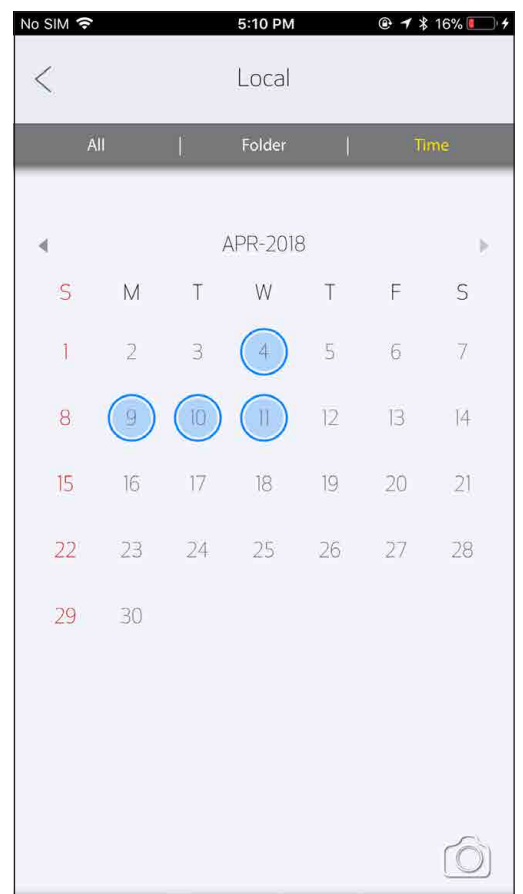 No SIM 5:10 PM 16%
Local
All | Folder | Time
APR-2018
S M T W T F S
1 2 3 4 5 6 7
8 9 10 11 12 13 14
15 16 17 18 19 20 21
22 23 24 25 26 27 28
29 30